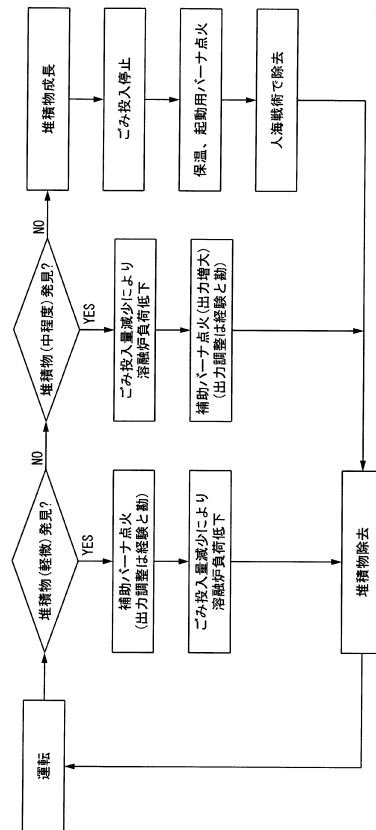 運転
堆積物(軽微)発見?
NO
YES
補助バーナ点火
(出力調整は経験と勘)
ごみ投入量減少により
溶融炉負荷低下
堆積物(中程度)発見?
NO
YES
ごみ投入量減少により
溶融炉負荷低下
補助バーナ点火(出力増大)
(出力調整は経験と勘)
堆積物成長
ごみ投入停止
保温、起動用バーナ点火
人海戦術で除去
堆積物除去